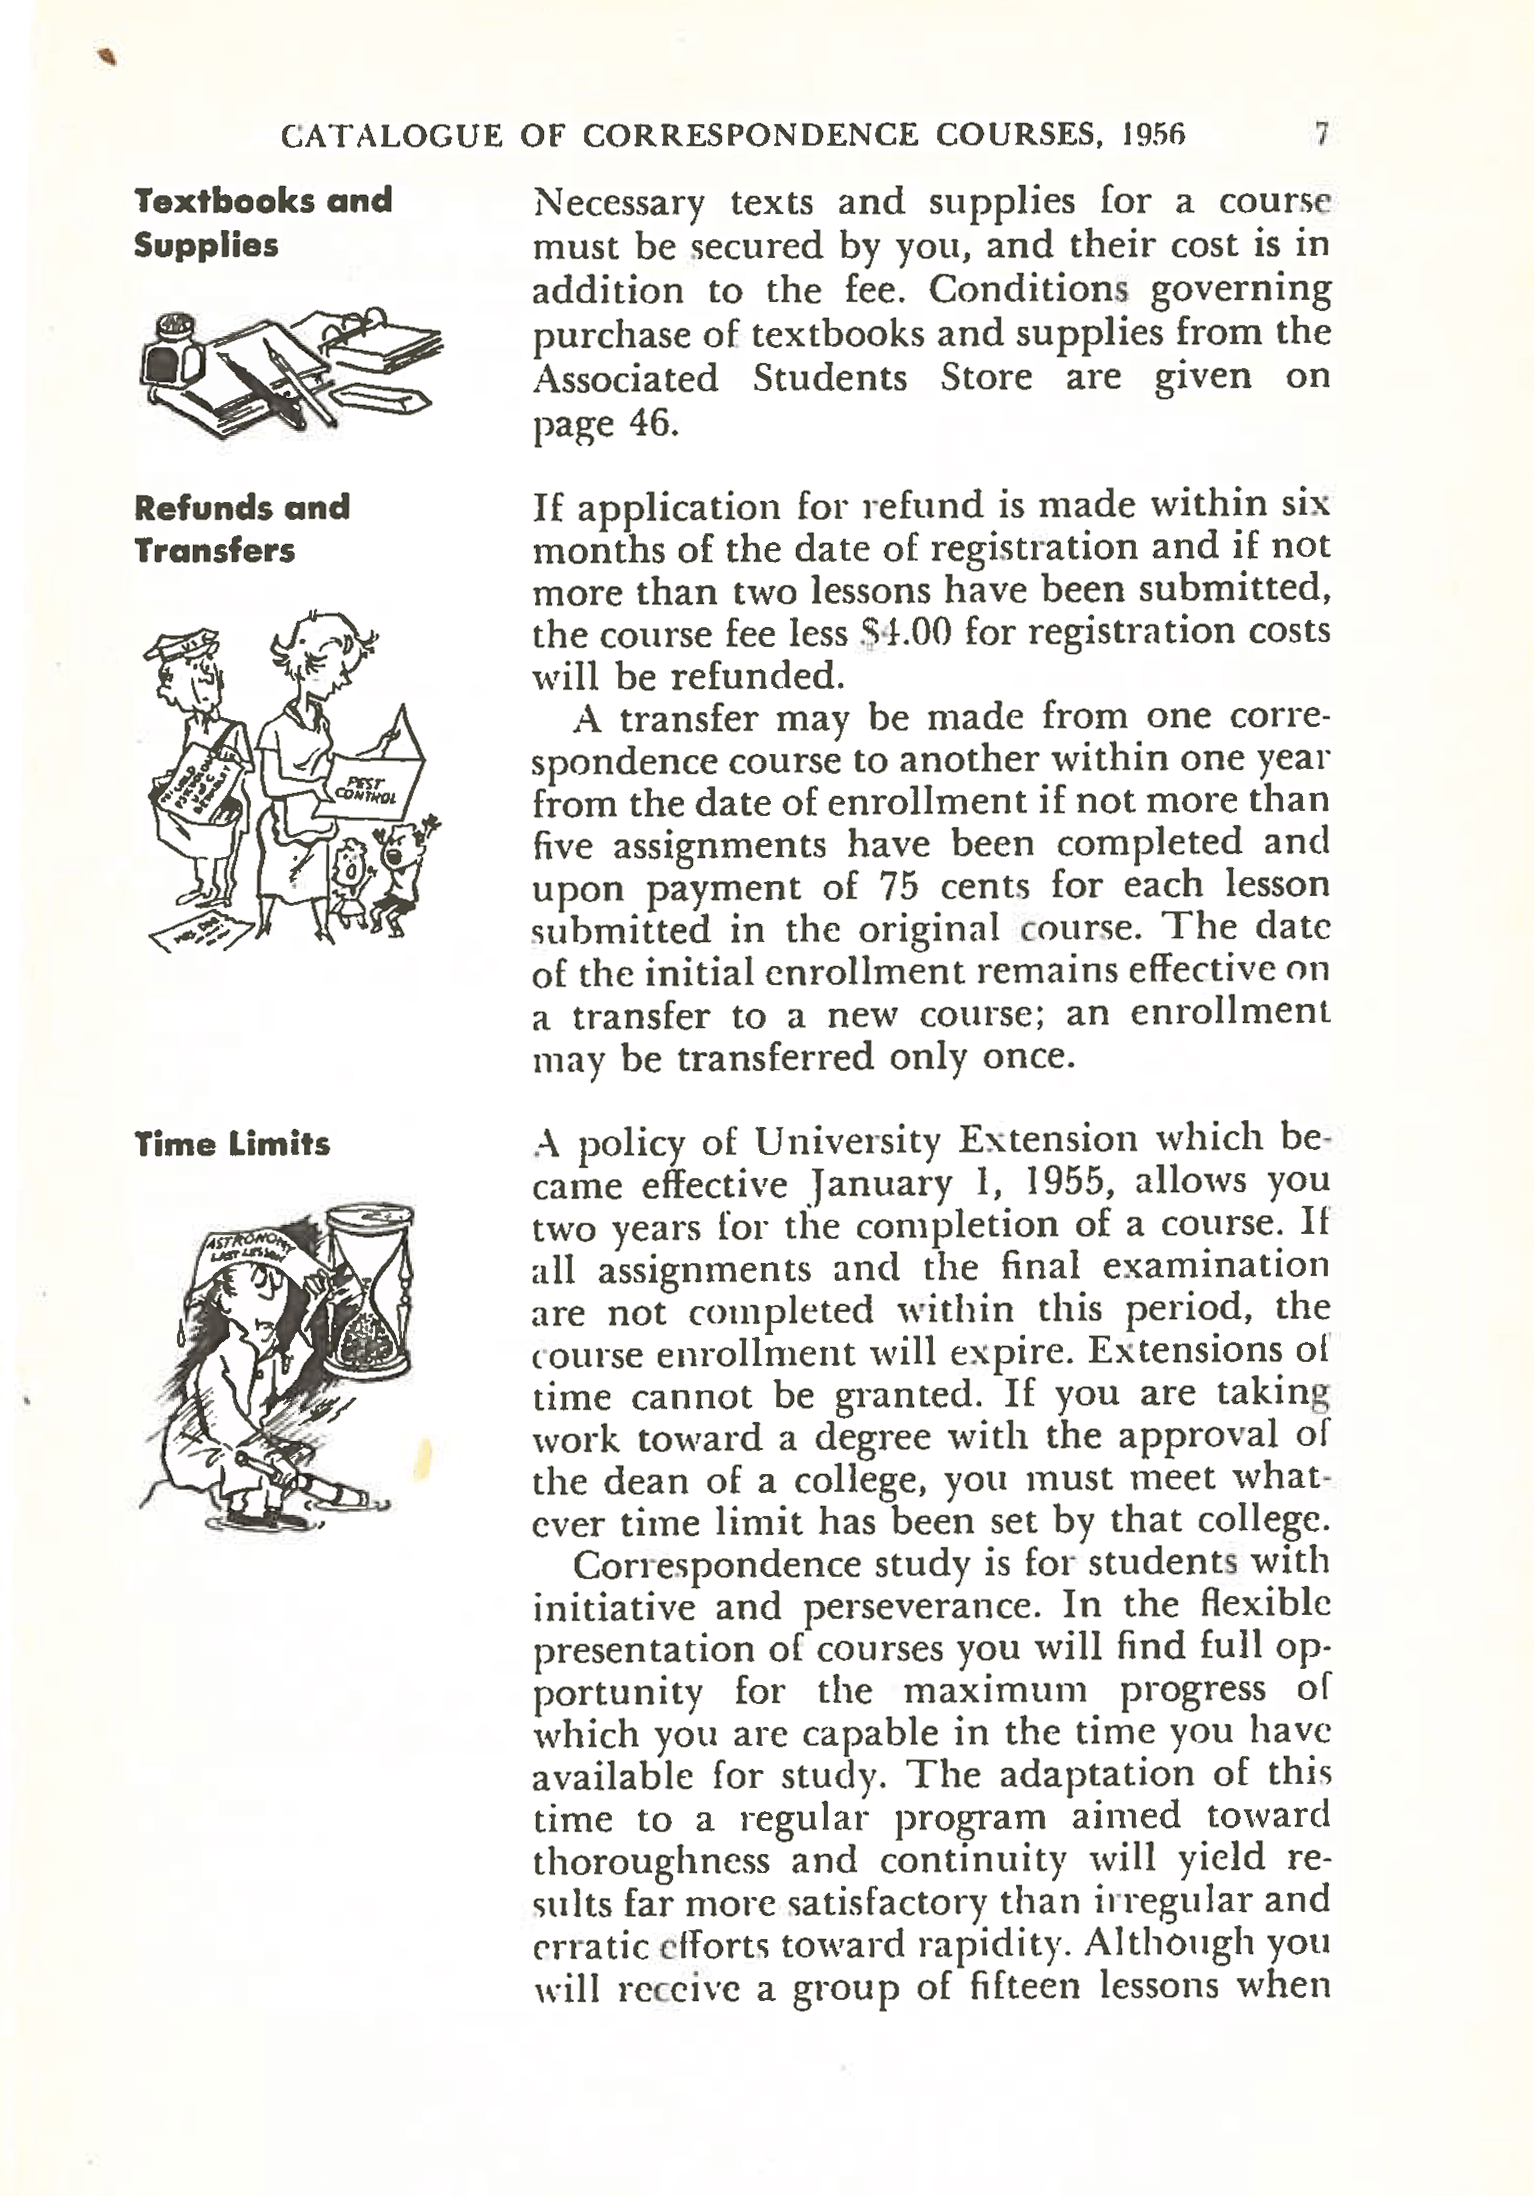 CATALOGUE OF CORRESPONDENCE COURSES, 1956 7
Textbooks and
Supplies
Necessary texts and supplies for a course
must be secured by you, and their cost is in
addition to the fee. Conditions governing
purchase of textbooks and supplies from the
Associated Students Store are given on
page 46.
Refunds and
Transfers
PEST
CONTROL
If application for refund is made within six
months of the date of registration and if not
more than two lessons have been submitted,
the course fee less $4.00 for registration costs
will be refunded.
A transfer may be made from one corre-
spondence course to another within one year
from the date of enrollment if not more than
five assignments have been completed and
upon payment of 75 cents for each lesson
submitted in the original course. The date
of the initial enrollment remains effective on
a transfer to a new course; an enrollment
may be transferred only once.
Time Limits
ASTRONOMY
LAST LESSON
A policy of University Extension which be-
came effective January 1, 1955, allows you
two years for the completion of a course. If
all assignments and the final examination
are not completed within this period, the
course enrollment will expire. Extensions of
time cannot be granted. If you are taking
work toward a degree with the approval of
the dean of a college, you must meet what-
ever time limit has been set by that college.
Correspondence study is for students with
initiative and perseverance. In the flexible
presentation of courses you will find full op-
portunity for the maximum progress of
which you are capable in the time you have
available for study. The adaptation of this
time to a regular program aimed toward
thoroughness and continuity will yield re-
sults far more satisfactory than irregular and
erratic efforts toward rapidity. Although you
will receive a group of fifteen lessons when